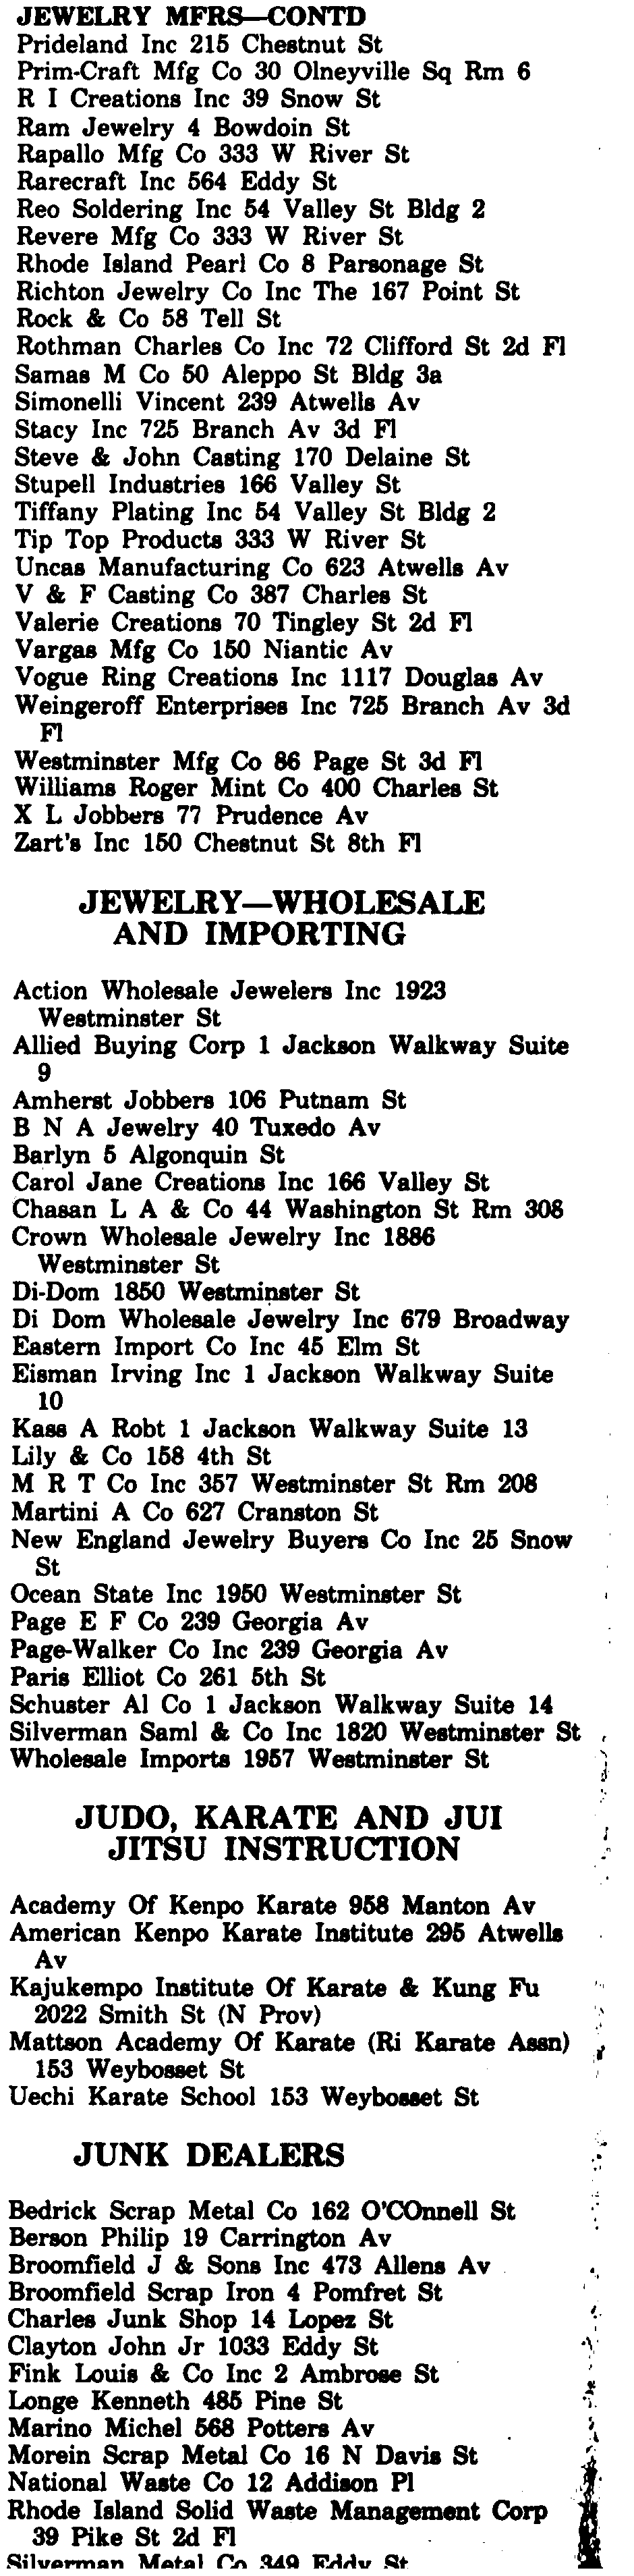 JEWELRY MFRS—CONTD
Prideland Inc 215 Chestnut St
Prim-Craft Mfg Co 30 Olneyville Sq Rm 6
R I Creations Inc 39 Snow St
Ram Jewelry 4 Bowdoin St
Rapallo Mfg Co 333 W River St
Rarecraft Inc 564 Eddy St
Reo Soldering Inc 54 Valley St Bldg 2
Revere Mfg Co 333 W River St
Rhode Island Pearl Co 8 Parsonage St
Richton Jewelry Co Inc The 167 Point St
Rock & Co 58 Tell St
Rothman Charles Co Inc 72 Clifford St 2d Fl
Samas M Co 50 Aleppo St Bldg 3a
Simonelli Vincent 239 Atwells Av
Stacy Inc 725 Branch Av 3d Fl
Steve & John Casting 170 Delaine St
Stupell Industries 166 Valley St
Tiffany Plating Inc 54 Valley St Bldg 2
Tip Top Products 333 W River St
Uncas Manufacturing Co 623 Atwells Av
V & F Casting Co 387 Charles St
Valerie Creations 70 Tingley St 2d Fl
Vargas Mfg Co 150 Niantic Av
Vogue Ring Creations Inc 1117 Douglas Av
Weingeroff Enterprises Inc 725 Branch Av 3d
Fl
Westminster Mfg Co 86 Page St 3d Fl
Williams Roger Mint Co 400 Charles St
X L Jobbers 77 Prudence Av
Zart's Inc 150 Chestnut St 8th Fl
JEWELRY—WHOLESALE
AND IMPORTING
Action Wholesale Jewelers Inc 1923
Westminster St
Allied Buying Corp 1 Jackson Walkway Suite
9
Amherst Jobbers 106 Putnam St
B N A Jewelry 40 Tuxedo Av
Barlyn 5 Algonquin St
Carol Jane Creations Inc 166 Valley St
Chasan L A & Co 44 Washington St Rm 308
Crown Wholesale Jewelry Inc 1886
Westminster St
Di-Dom 1850 Westminster St
Di Dom Wholesale Jewelry Inc 679 Broadway
Eastern Import Co Inc 45 Elm St
Eisman Irving Inc 1 Jackson Walkway Suite
10
Kass A Robt 1 Jackson Walkway Suite 13
Lily & Co 158 4th St
M R T Co Inc 357 Westminster St Rm 208
Martini A Co 627 Cranston St
New England Jewelry Buyers Co Inc 25 Snow
St
Ocean State Inc 1950 Westminster St
Page E F Co 239 Georgia Av
Page-Walker Co Inc 239 Georgia Av
Paris Elliot Co 261 5th St
Schuster Al Co 1 Jackson Walkway Suite 14
Silverman Saml & Co Inc 1820 Westminster St
Wholesale Imports 1957 Westminster St
JUDO, KARATE AND JUI
JITSU INSTRUCTION
Academy Of Kenpo Karate 958 Manton Av
American Kenpo Karate Institute 295 Atwells
Av
Kajukempo Institute Of Karate & Kung Fu
2022 Smith St (N Prov)
Mattson Academy Of Karate (Ri Karate Assn)
153 Weybosset St
Uechi Karate School 153 Weybosset St
JUNK DEALERS
Bedrick Scrap Metal Co 162 O'COnnell St
Berson Philip 19 Carrington Av
Broomfield J & Sons Inc 473 Allens Av
Broomfield Scrap Iron 4 Pomfret St
Charles Junk Shop 14 Lopez St
Clayton John Jr 1033 Eddy St
Fink Louis & Co Inc 2 Ambrose St
Longe Kenneth 485 Pine St
Marino Michel 568 Potters Av
Morein Scrap Metal Co 16 N Davis St
National Waste Co 12 Addison Pl
Rhode Island Solid Waste Management Corp
39 Pike St 2d Fl
Silverman Metal Co 349 Eddy St